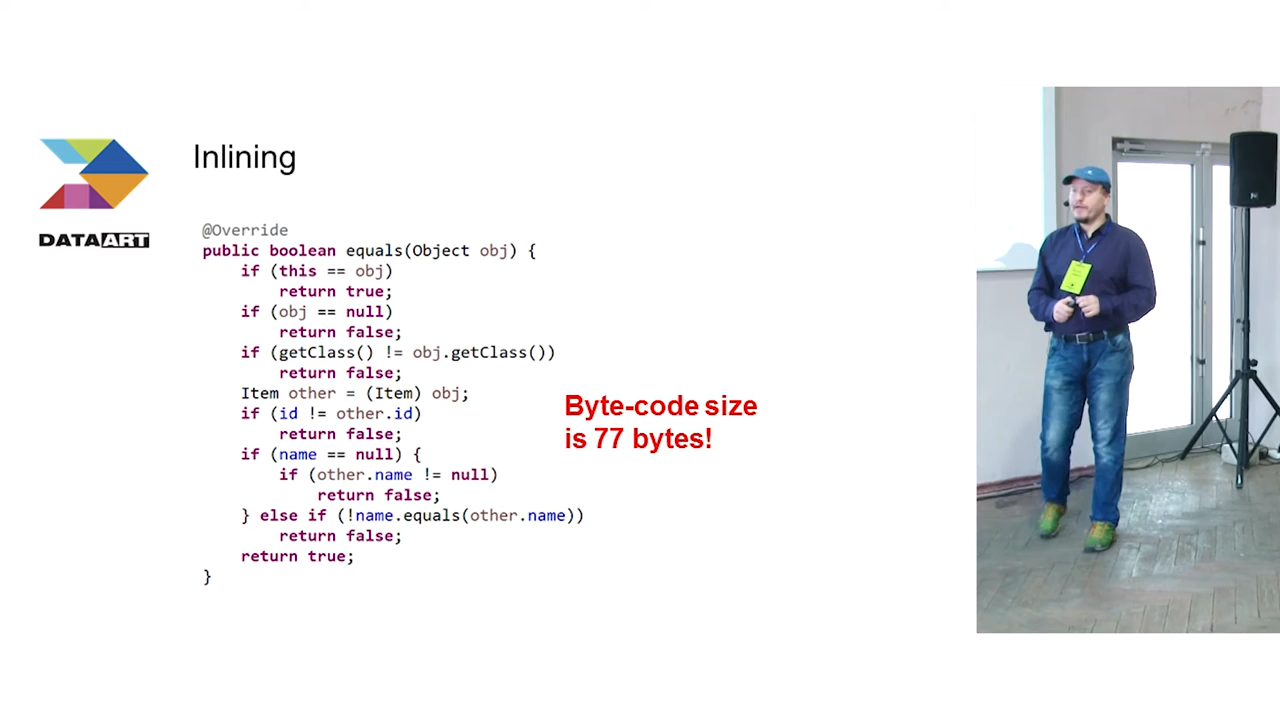 DATAART
Inlining
@Override
public boolean equals(Object obj) {
    if (this == obj)
        return true;
    if (obj == null)
        return false;
    if (getClass() != obj.getClass())
        return false;
    Item other = (Item) obj;
    if (id != other.id)
        return false;
    if (name == null) {
        if (other.name != null)
            return false;
    } else if (!name.equals(other.name))
        return false;
    return true;
}
Byte-code size
is 77 bytes!